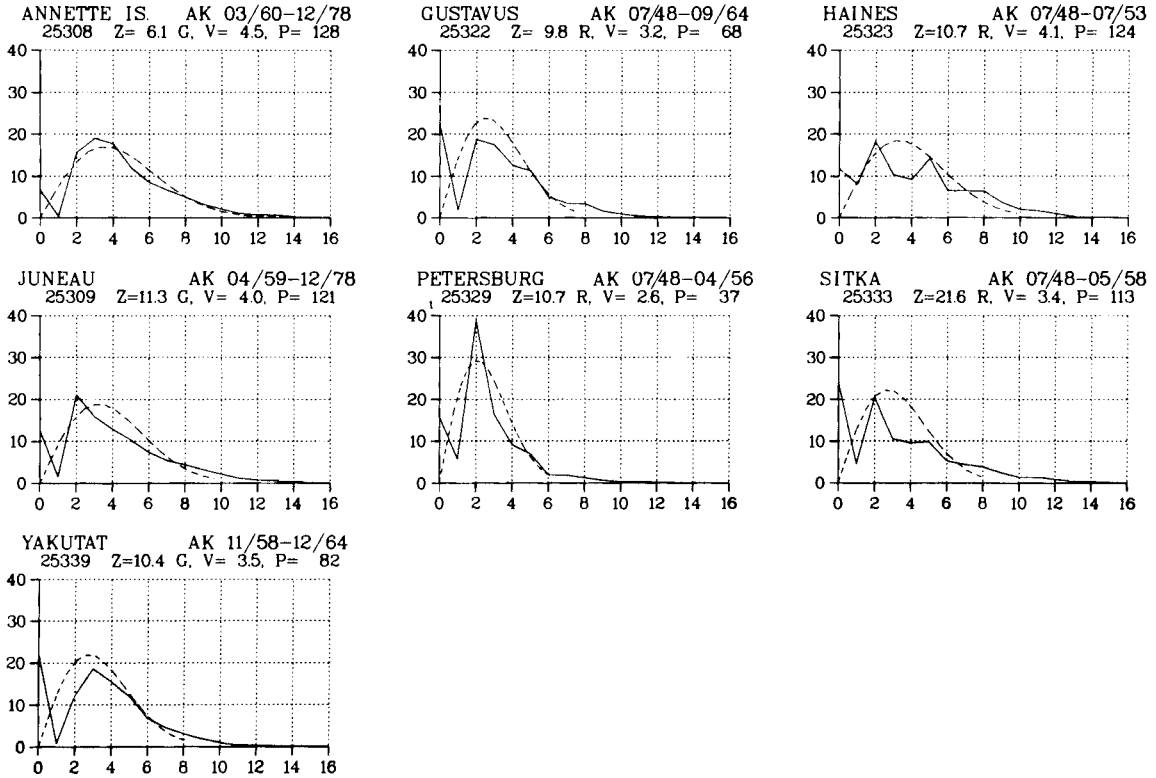 ANNETTE IS. AK 03/60-12/78
25308 Z= 6.1 G, V= 4.5, P= 128
40
30
20
10
0
0 2 4 6 8 10 12 14 16
GUSTAVUS AK 07/48-09/64
25322 Z= 9.8 R, V= 3.2, P= 68
40
30
20
10
0
0 2 4 6 8 10 12 14 16
HAINES AK 07/48-07/53
25323 Z=10.7 R, V= 4.1, P= 124
40
30
20
10
0
0 2 4 6 8 10 12 14 16
JUNEAU AK 04/59-12/78
25309 Z=11.3 G, V= 4.0, P= 121
40
30
20
10
0
0 2 4 6 8 10 12 14 16
PETERSBURG AK 07/48-04/56
25329 Z=10.7 R, V= 2.6, P= 37
40
30
20
10
0
0 2 4 6 8 10 12 14 16
SITKA AK 07/48-05/58
25333 Z=21.6 R, V= 3.4, P= 113
40
30
20
10
0
0 2 4 6 8 10 12 14 16
YAKUTAT AK 11/58-12/64
25339 Z=10.4 G, V= 3.5, P= 82
40
30
20
10
0
0 2 4 6 8 10 12 14 16